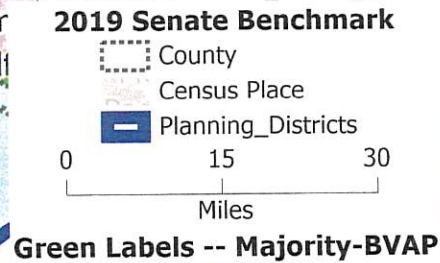 2019 Senate Benchmark
County
Census Place
Planning_Districts
0 15 30
Miles
Green Labels -- Majority-BVAP